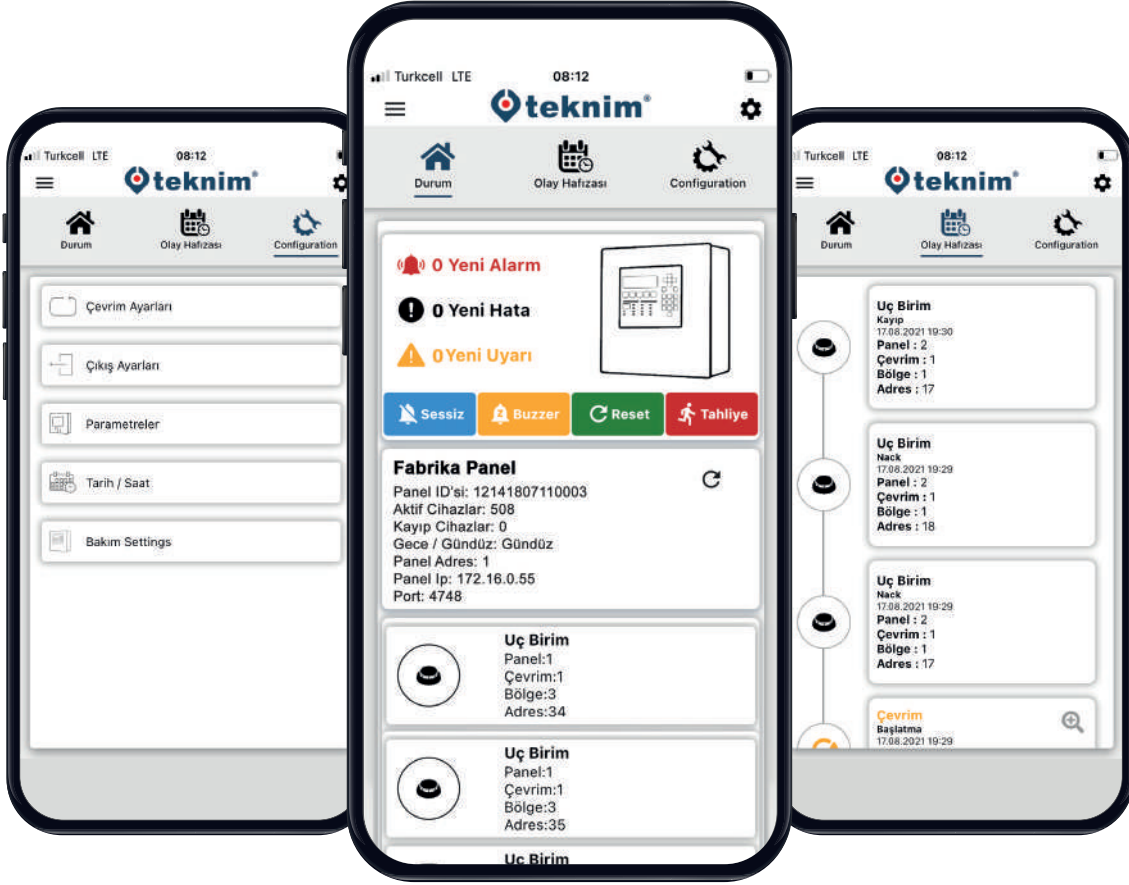 Turkcell LTE 08:12
teknim®
Durum
Olay Hafızası
Configuration
Çevrim Ayarları
Çıkış Ayarları
Parametreler
Tarih / Saat
Bakım Settings
Turkcell LTE 08:12
teknim®
Durum
Olay Hafızası
Configuration
0 Yeni Alarm
0 Yeni Hata
0 Yeni Uyarı
Sessiz
Buzzer
Reset
Tahliye
Fabrika Panel
Panel ID'si: 12141807110003
Aktif Cihazlar: 508
Kayıp Cihazlar: 0
Gece / Gündüz: Gündüz
Panel Adres: 1
Panel Ip: 172.16.0.55
Port: 4748
Uç Birim
Panel:1
Çevrim:1
Bölge:3
Adres:34
Uç Birim
Panel:1
Çevrim:1
Bölge:3
Adres:35
Uç Birim
Turkcell LTE 08:12
teknim®
Durum
Olay Hafızası
Configuration
Uç Birim
Kayıp
17.08.2021 19:30
Panel : 2
Çevrim : 1
Bölge : 1
Adres : 17
Uç Birim
Nack
17.08.2021 19:29
Panel : 2
Çevrim : 1
Bölge : 1
Adres : 18
Uç Birim
Nack
17.08.2021 19:29
Panel : 2
Çevrim : 1
Bölge : 1
Adres : 17
Çevrim
Başlatma
17.08.2021 19:29